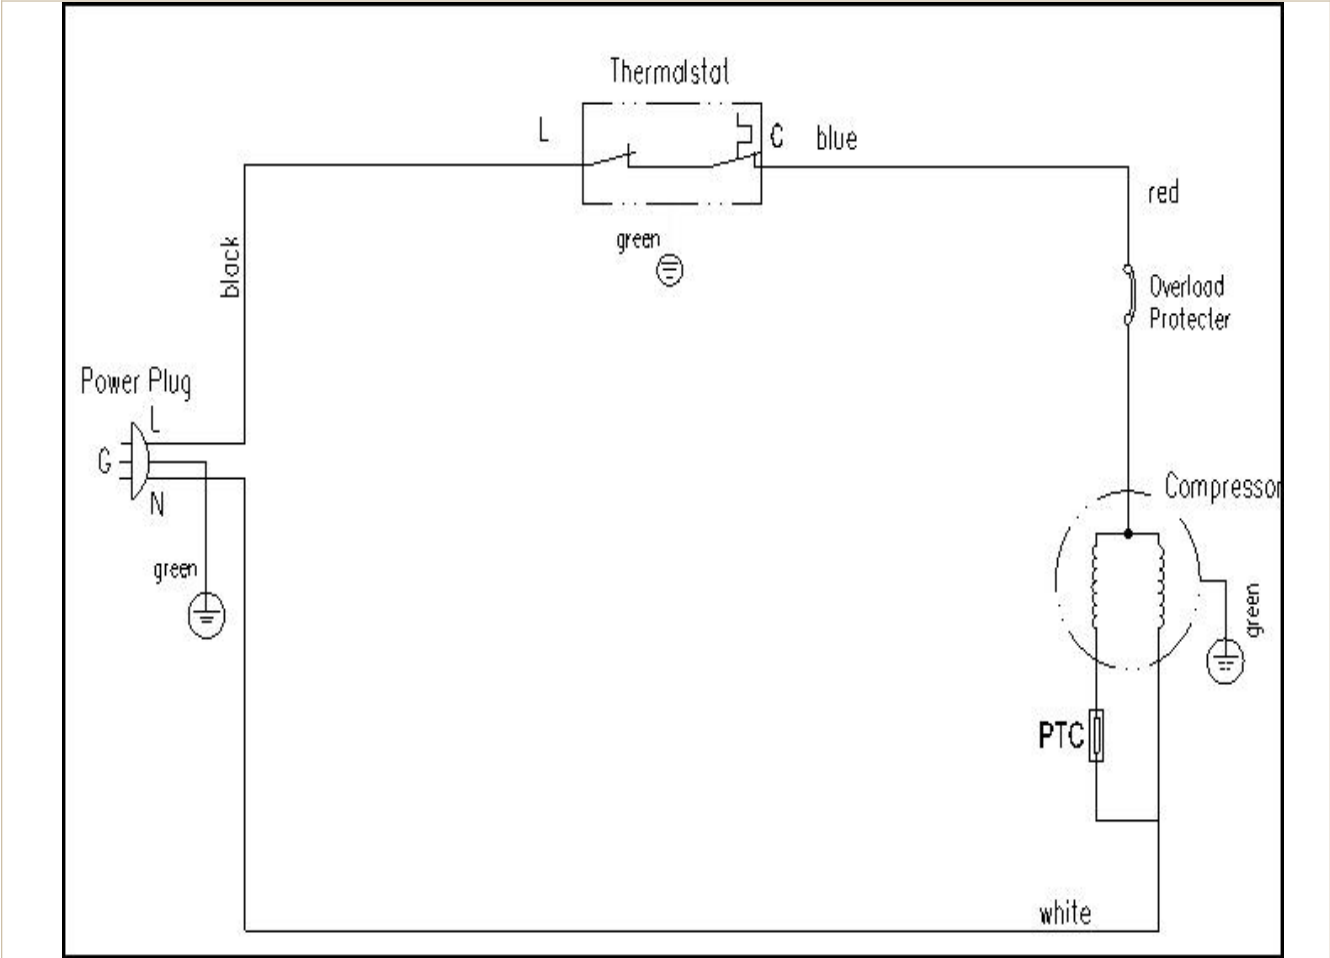 Thermalstat
L
C
blue
red
green
black
Overload
Protecter
Power Plug
L
G
N
Compressor
green
green
PTC
white